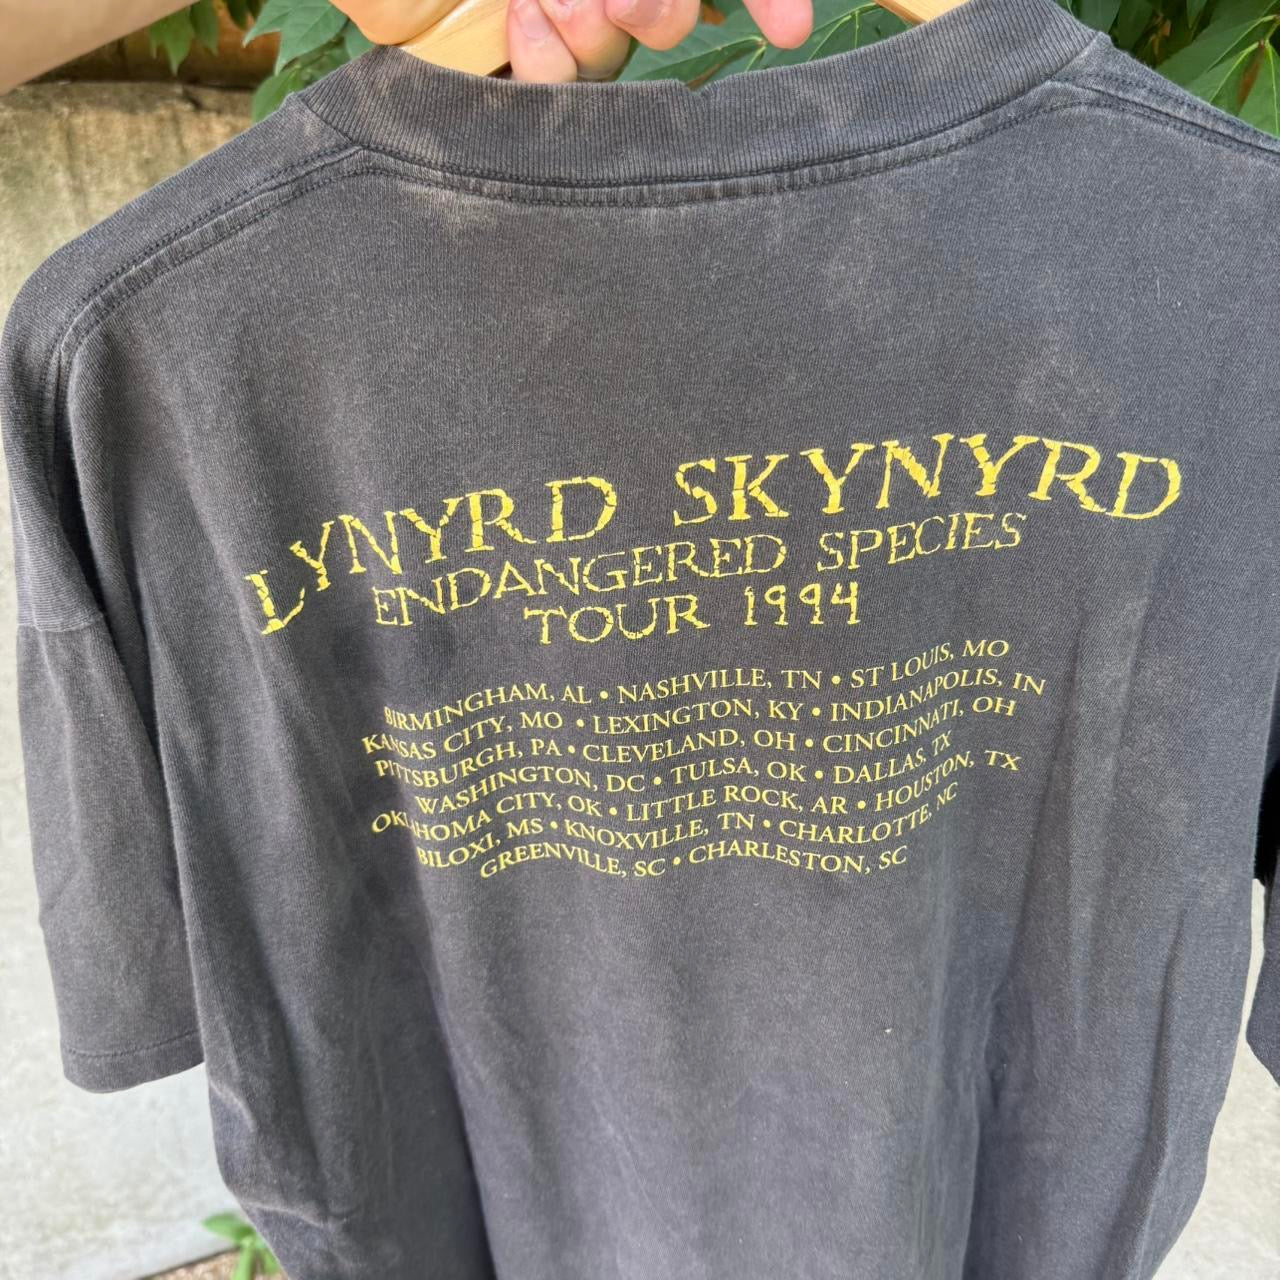 LYNYRD SKYNYRD
ENDANGERED SPECIES
TOUR 1994
BIRMINGHAM, AL • NASHVILLE, TN • ST LOUIS, MO
KANSAS CITY, MO • LEXINGTON, KY • INDIANAPOLIS, IN
PITTSBURGH, PA • CLEVELAND, OH • CINCINNATI, OH
WASHINGTON, DC • TULSA, OK • DALLAS, TX
OKLAHOMA CITY, OK • LITTLE ROCK, AR • HOUSTON, TX
BILOXI, MS • KNOXVILLE, TN • CHARLOTTE, NC
GREENVILLE, SC • CHARLESTON, SC